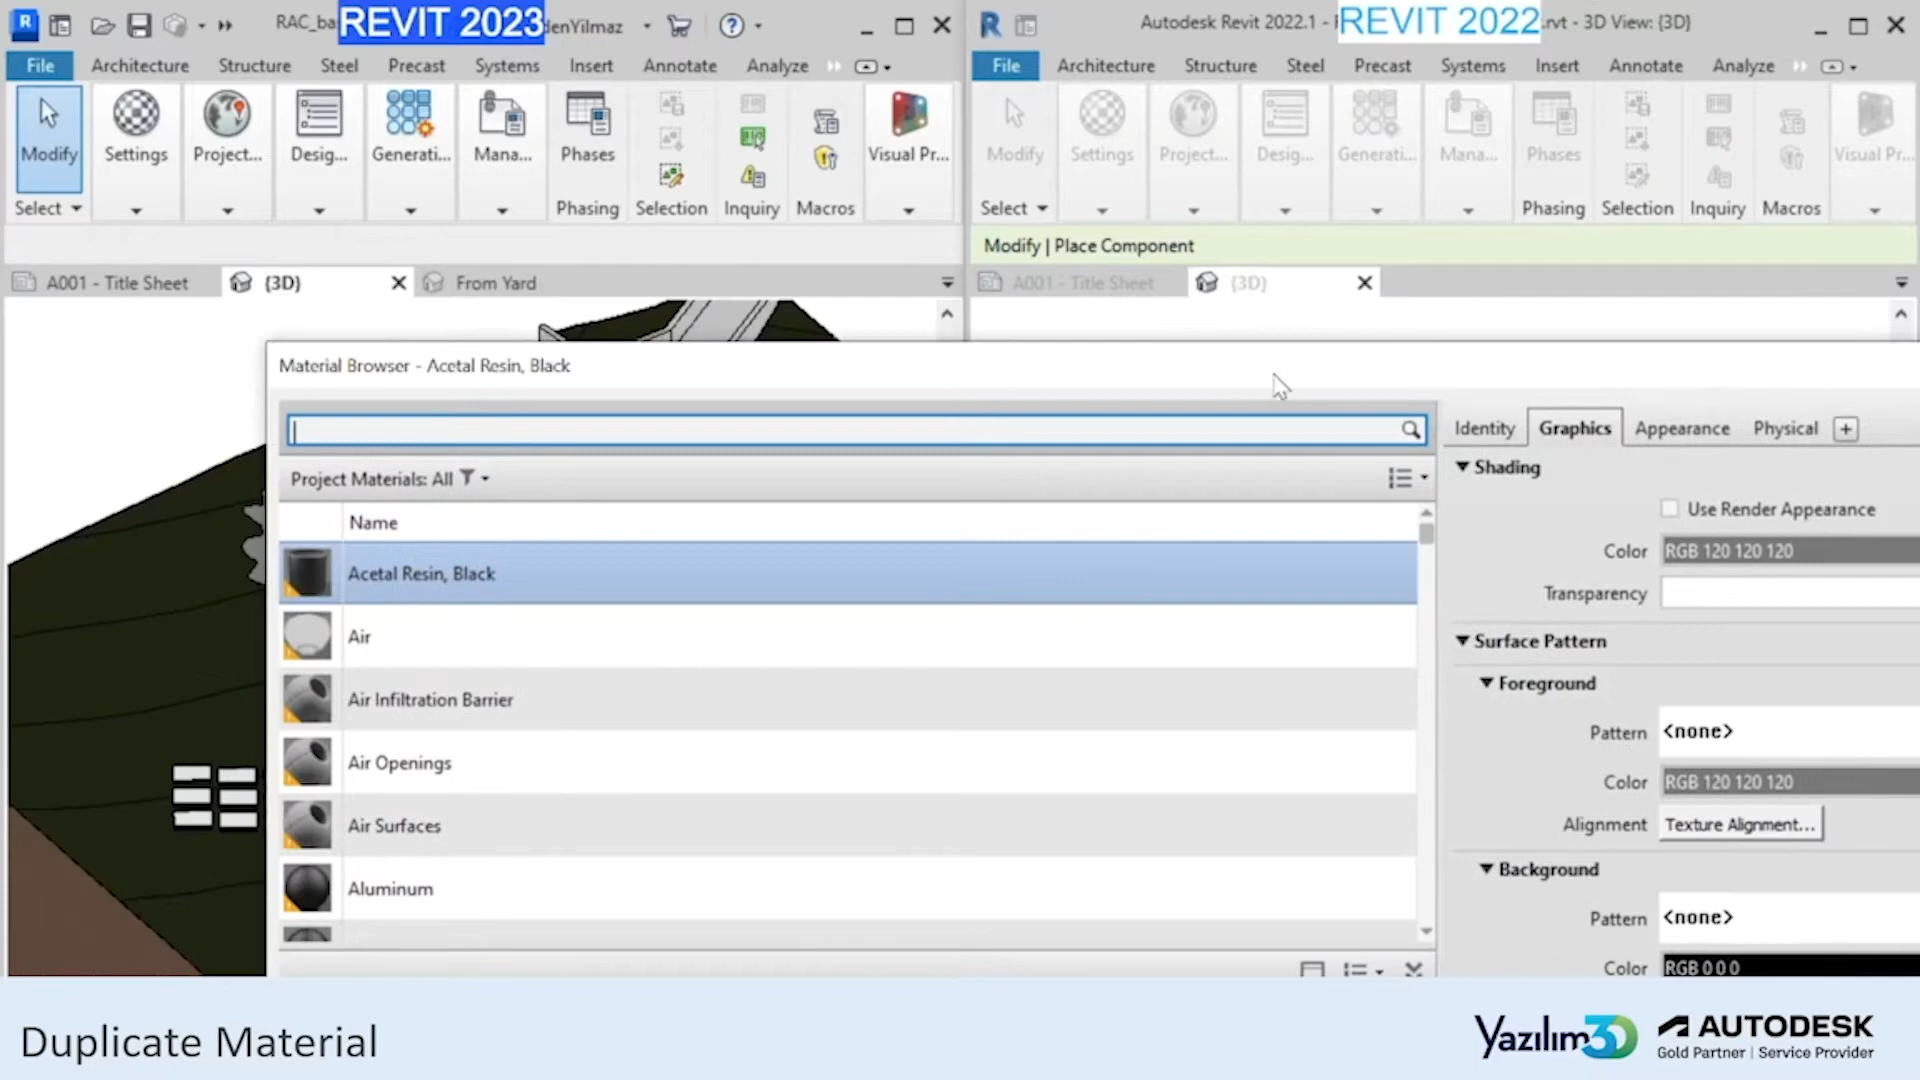 REVIT 2023
RAC_ba
denYilmaz
File Architecture Structure Steel Precast Systems Insert Annotate Analyze
Modify Settings Project... Desig... Generati... Mana... Phases Visual Pr...
Select Phasing Selection Inquiry Macros
A001 - Title Sheet {3D} From Yard
Autodesk Revit 2022.1 -
REVIT 2022
.rvt - 3D View: {3D}
File Architecture Structure Steel Precast Systems Insert Annotate Analyze
Modify Settings Project... Desig... Generati... Mana... Phases Visual Pr...
Select Phasing Selection Inquiry Macros
Modify | Place Component
A001 - Title Sheet {3D}
Material Browser - Acetal Resin, Black
Project Materials: All
Name
Acetal Resin, Black
Air
Air Infiltration Barrier
Air Openings
Air Surfaces
Aluminum
Identity Graphics Appearance Physical
Shading
Use Render Appearance
Color RGB 120 120 120
Transparency
Surface Pattern
Foreground
Pattern <none>
Color RGB 120 120 120
Alignment Texture Alignment...
Background
Pattern <none>
Color RGB 0 0 0
Duplicate Material
Yazılım3D
AUTODESK
Gold Partner | Service Provider